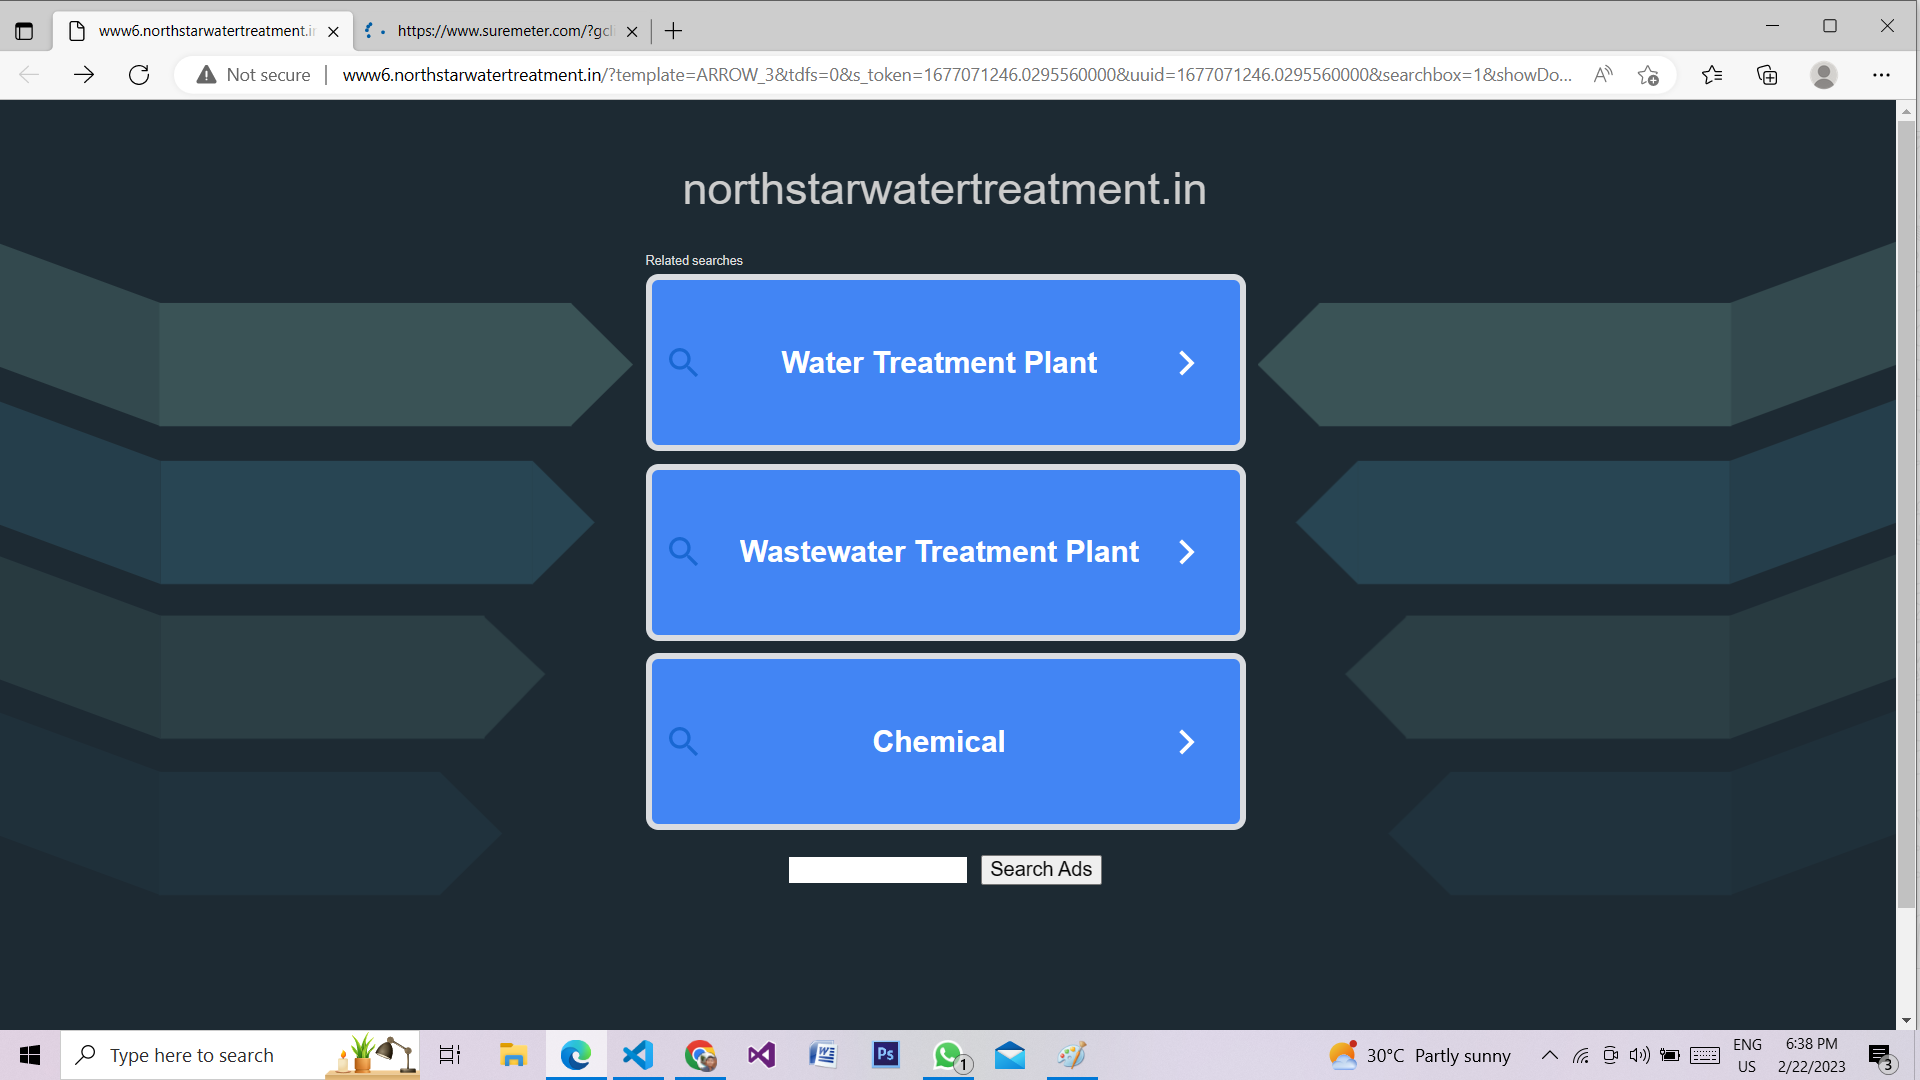 www6.northstarwatertreatment.in
https://www.suremeter.com/?gcl
Not secure
www6.northstarwatertreatment.in/?template=ARROW_3&tdfs=0&s_token=1677071246.0295560000&uuid=1677071246.0295560000&searchbox=1&showDo...
northstarwatertreatment.in
Related searches
Water Treatment Plant
Wastewater Treatment Plant
Chemical
Search Ads
Type here to search
Ps
1
30°C Partly sunny
ENG
US
6:38 PM
2/22/2023
3